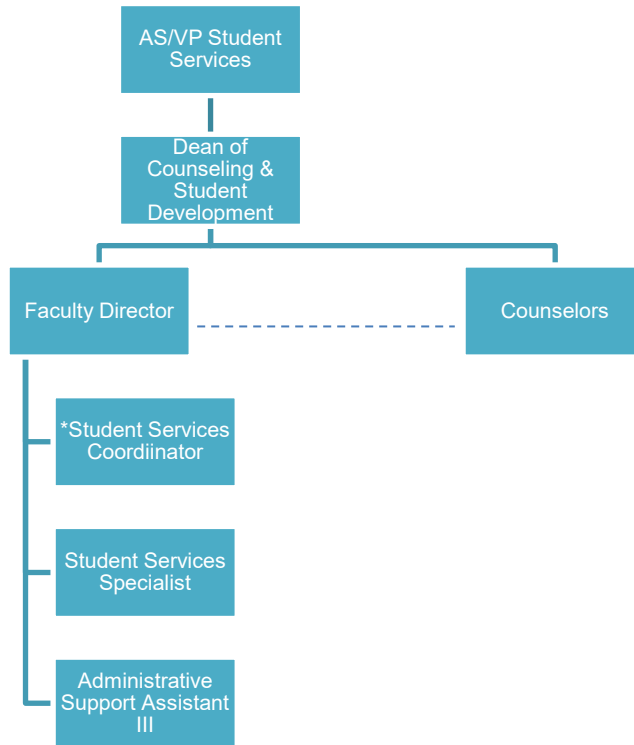 AS/VP Student
Services
Dean of
Counseling &
Student
Development
Faculty Director
Counselors
*Student Services
Coordiinator
Student Services
Specialist
Administrative
Support Assistant
III